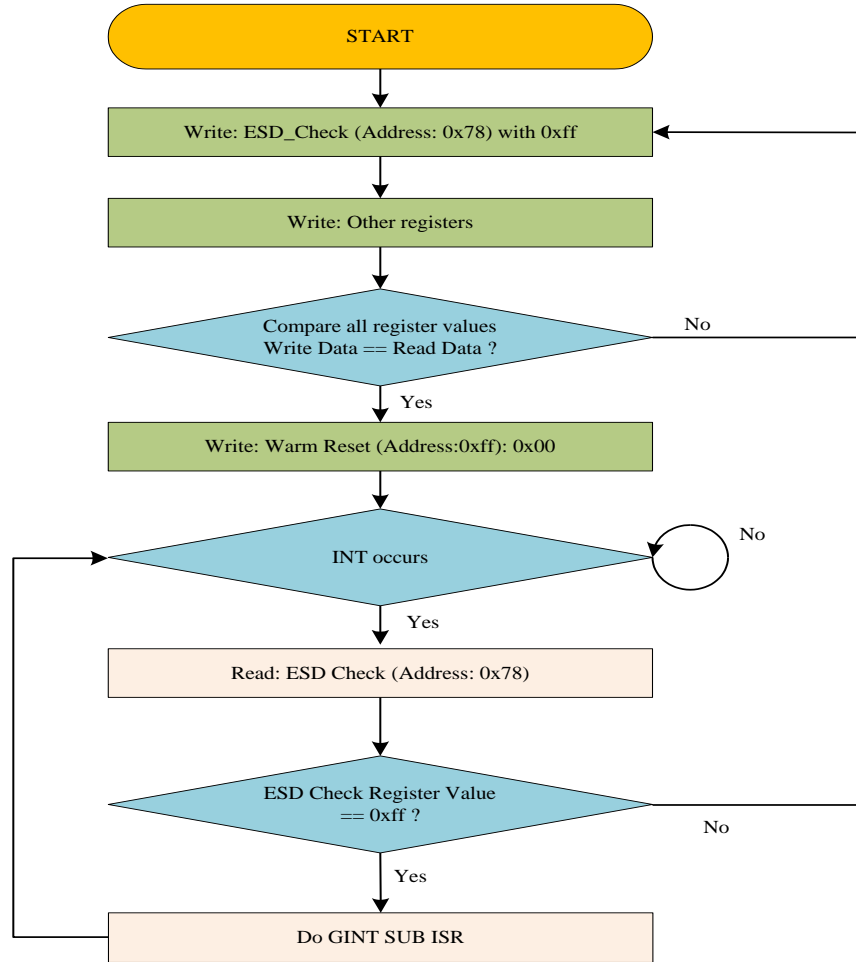 START
Write: ESD_Check (Address: 0x78) with 0xff
Write: Other registers
Compare all register values
Write Data == Read Data ?
No
Yes
Write: Warm Reset (Address:0xff): 0x00
INT occurs
No
Yes
Read: ESD Check (Address: 0x78)
ESD Check Register Value
== 0xff ?
No
Yes
Do GINT SUB ISR